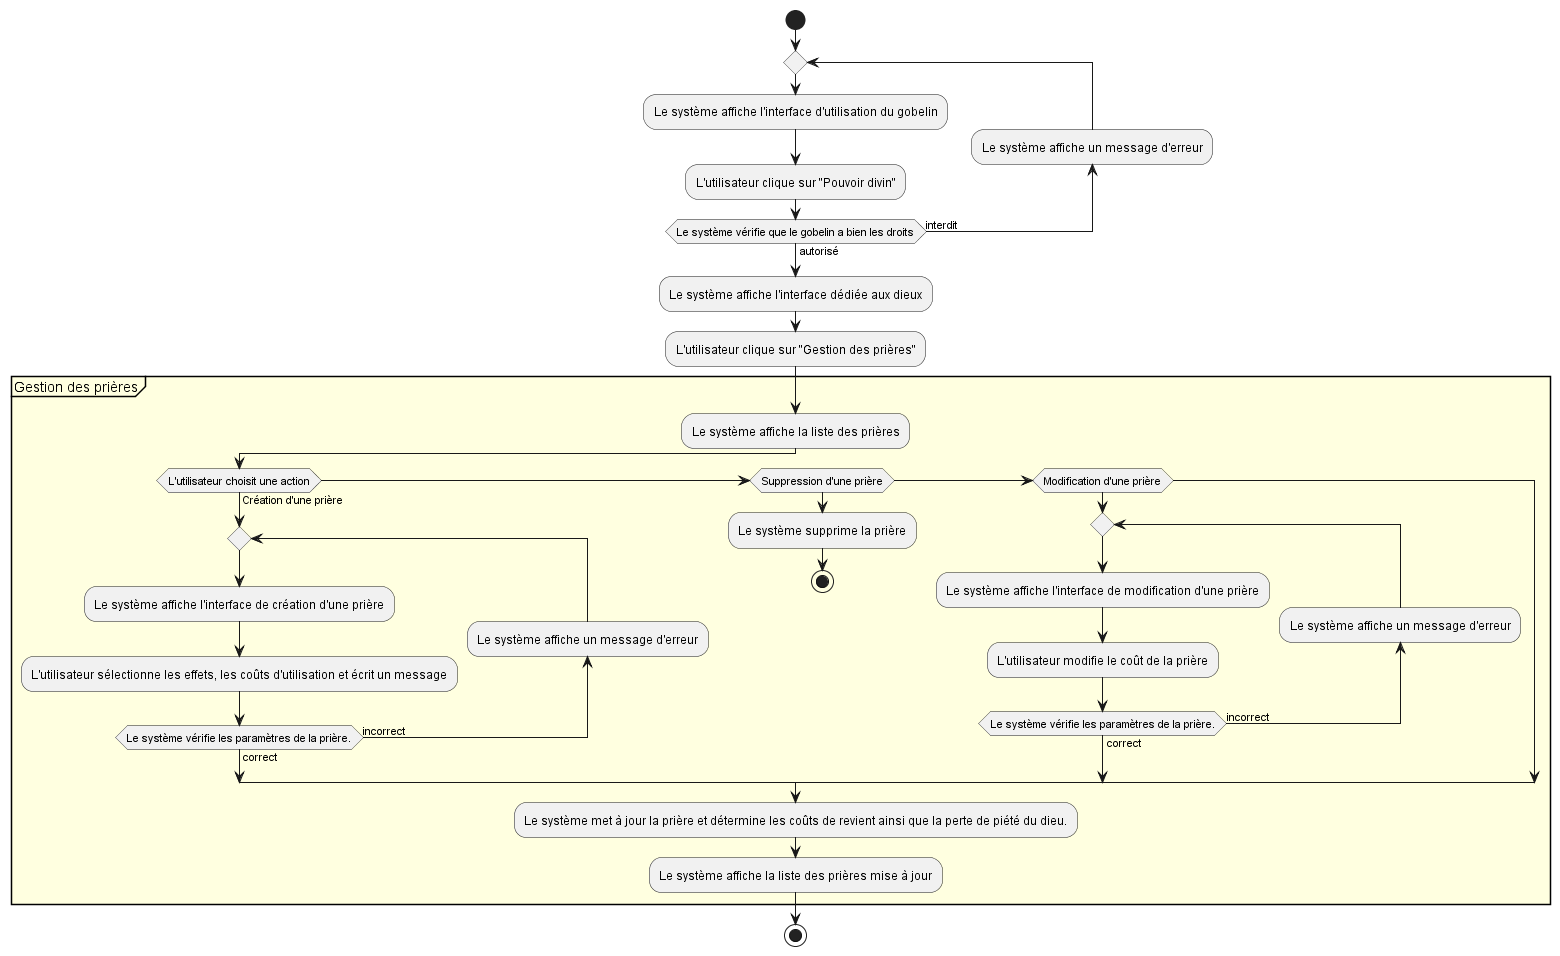 Le système affiche l'interface d'utilisation du gobelin
Le système affiche un message d'erreur
L'utilisateur clique sur "Pouvoir divin"
Le système vérifie que le gobelin a bien les droits
interdit
autorisé
Le système affiche l'interface dédiée aux dieux
L'utilisateur clique sur "Gestion des prières"
Gestion des prières
Le système affiche la liste des prières
L'utilisateur choisit une action
Création d'une prière
Suppression d'une prière
Modification d'une prière
Le système supprime la prière
Le système affiche l'interface de création d'une prière
Le système affiche un message d'erreur
L'utilisateur sélectionne les effets, les coûts d'utilisation et écrit un message
Le système vérifie les paramètres de la prière.
incorrect
correct
Le système affiche l'interface de modification d'une prière
Le système affiche un message d'erreur
L'utilisateur modifie le coût de la prière
Le système vérifie les paramètres de la prière.
incorrect
correct
Le système met à jour la prière et détermine les coûts de revient ainsi que la perte de piété du dieu.
Le système affiche la liste des prières mise à jour